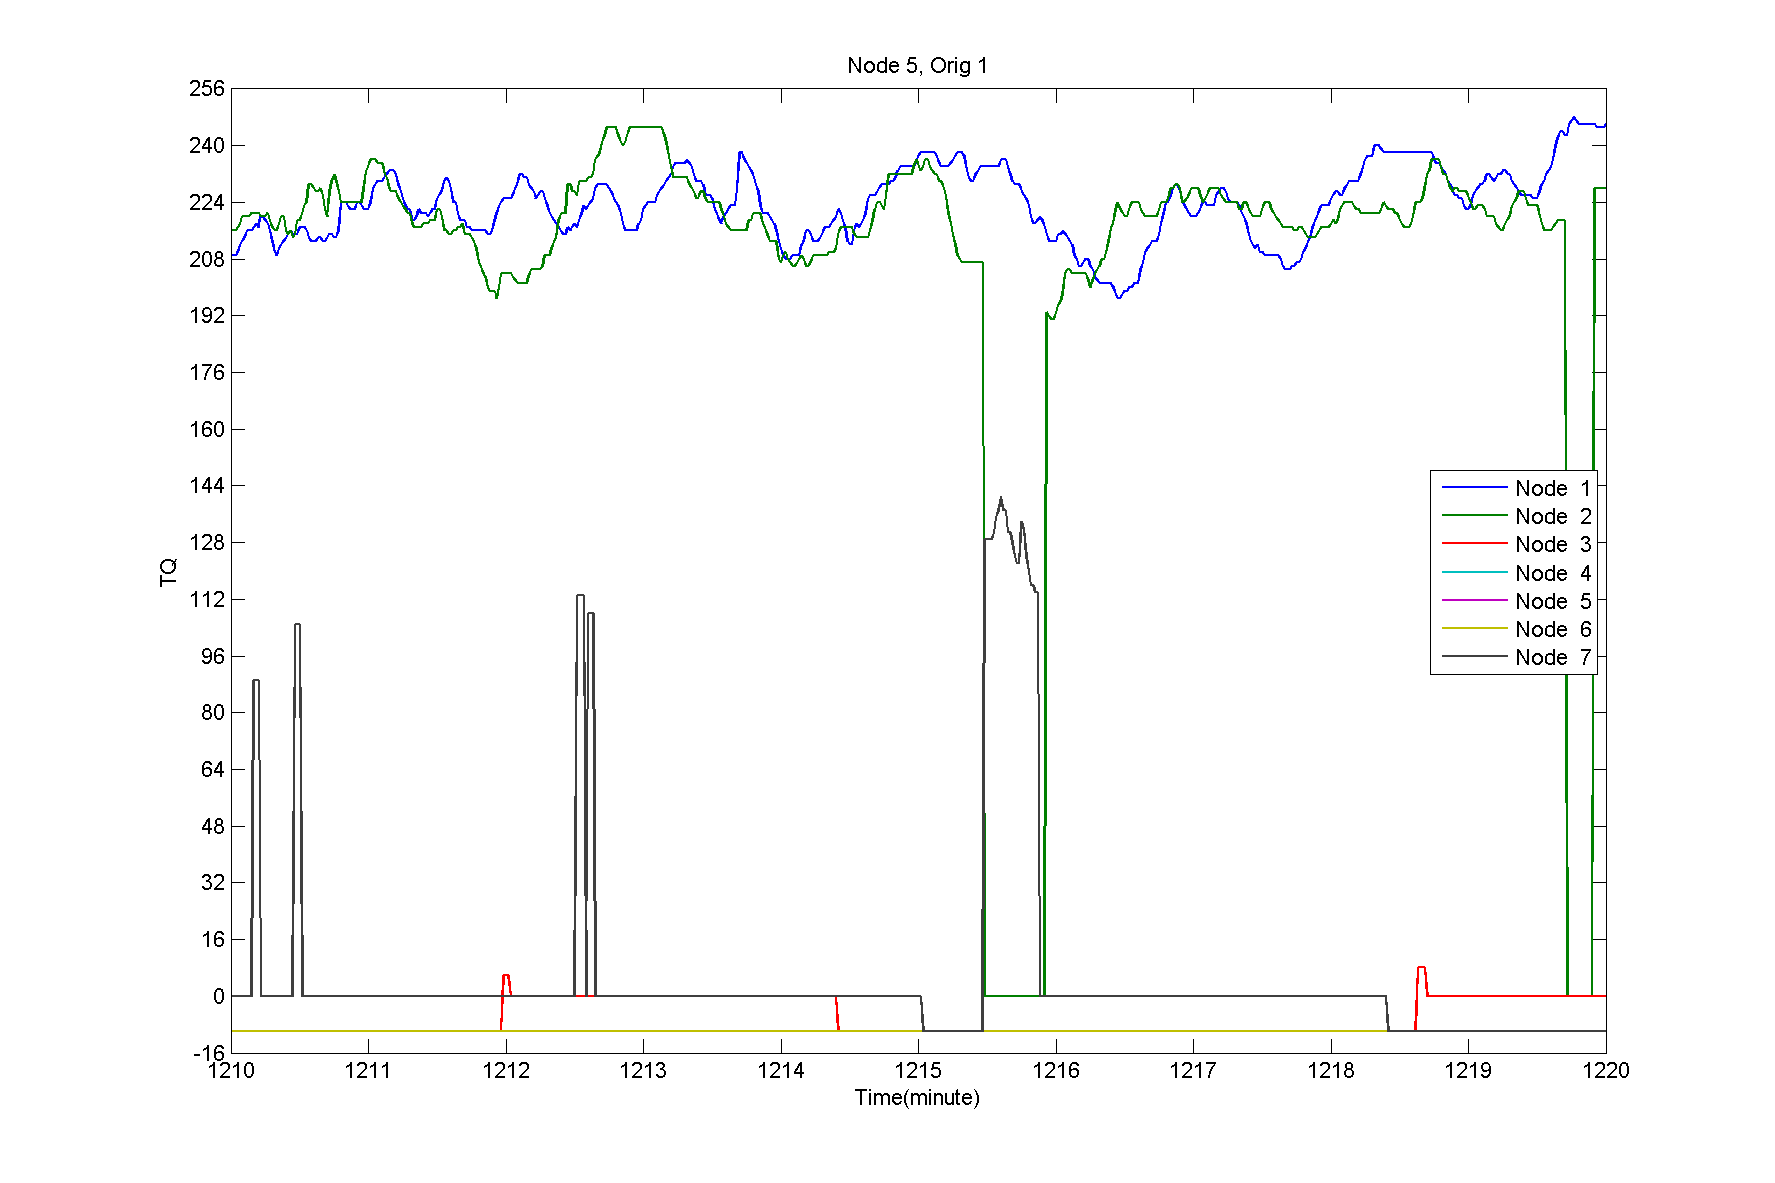 Node 5, Orig 1
256
240
224
208
192
176
160
144
128
112
96
80
64
48
32
16
0
-16
TQ
Node 1
Node 2
Node 3
Node 4
Node 5
Node 6
Node 7
1210 1211 1212 1213 1214 1215 1216 1217 1218 1219 1220
Time(minute)